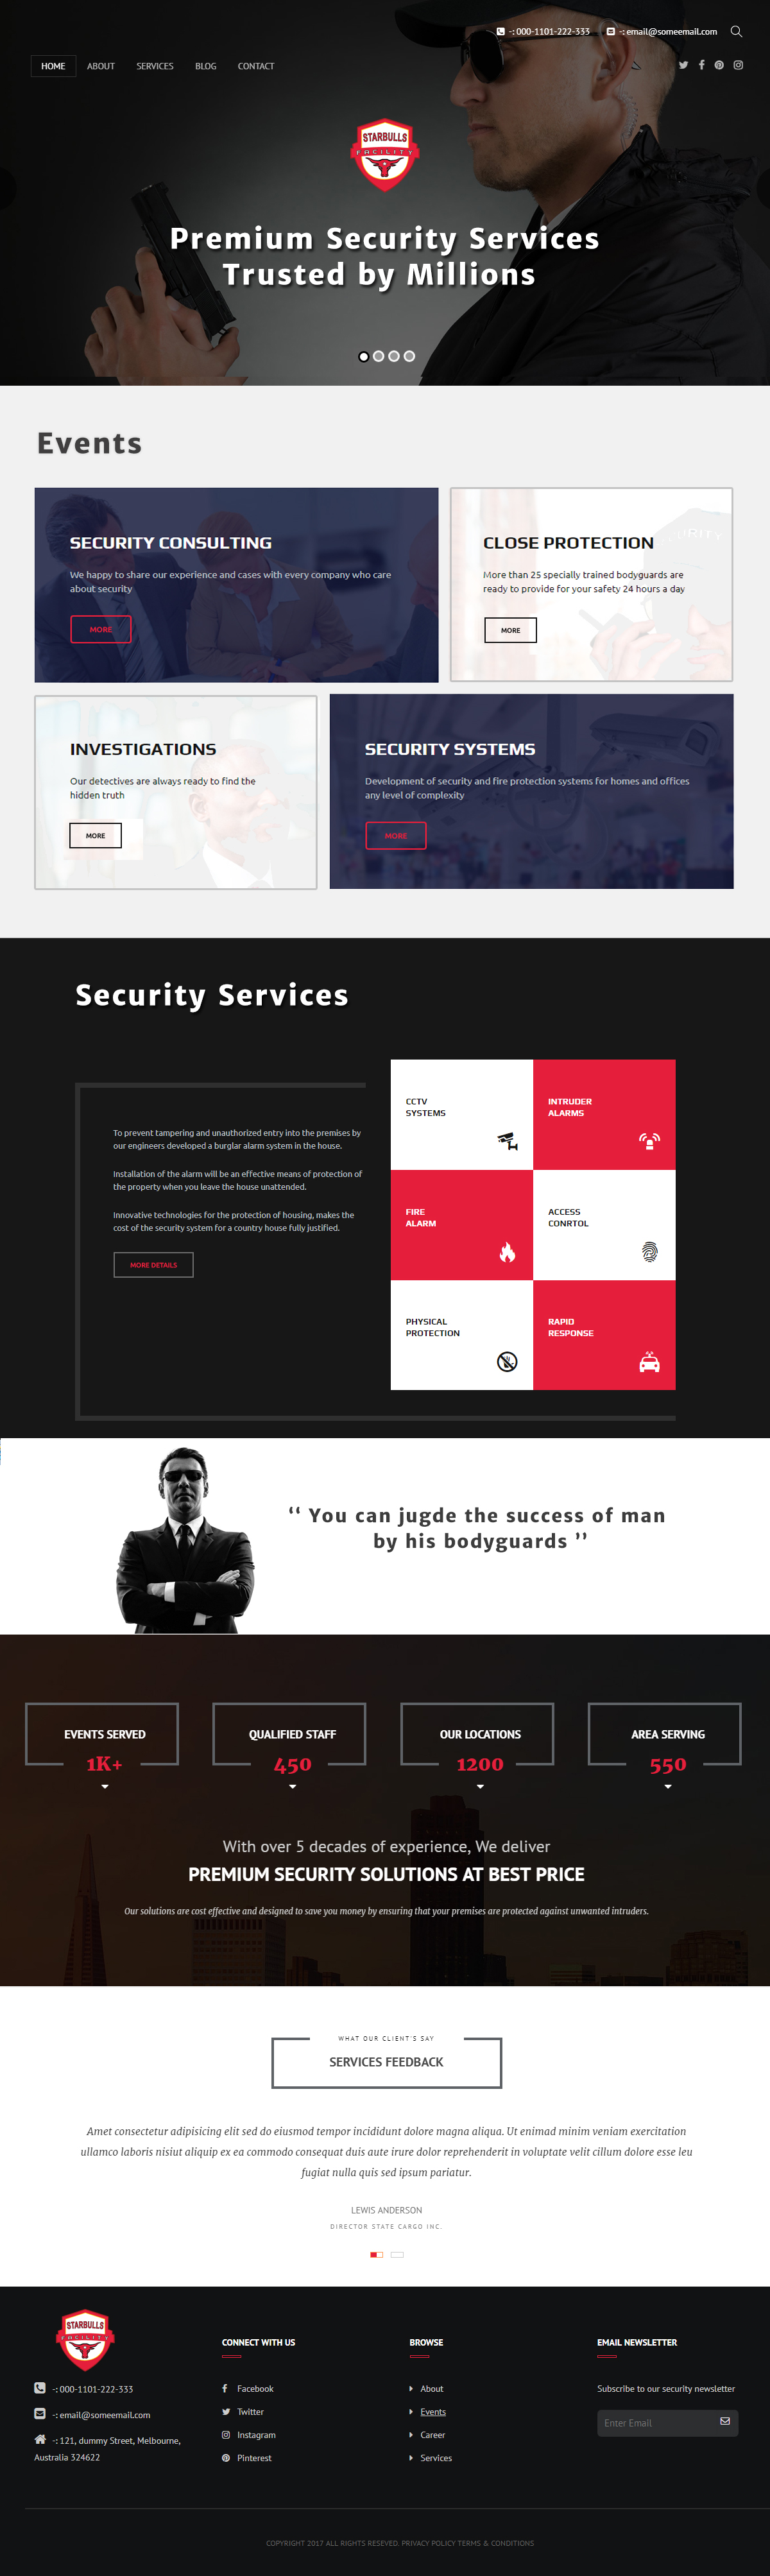 -: 000-1101-222-333
-: email@someemail.com
HOME
ABOUT
SERVICES
BLOG
CONTACT
STARBULLS
FACILITY
Premium Security Services
Trusted by Millions
Events
SECURITY CONSULTING
We happy to share our experience and cases with every company who care
about security
MORE
CLOSE PROTECTION
More than 25 specially trained bodyguards are
ready to provide for your safety 24 hours a day
MORE
INVESTIGATIONS
Our detectives are always ready to find the
hidden truth
MORE
SECURITY SYSTEMS
Development of security and fire protection systems for homes and offices
any level of complexity
MORE
Security Services
To prevent tampering and unauthorized entry into the premises by
our engineers developed a burglar alarm system in the house.
Installation of the alarm will be an effective means of protection of
the property when you leave the house unattended.
Innovative technologies for the protection of housing, makes the
cost of the security system for a country house fully justified.
MORE DETAILS
CCTV
SYSTEMS
INTRUDER
ALARMS
FIRE
ALARM
ACCESS
CONRTOL
PHYSICAL
PROTECTION
RAPID
RESPONSE
“ You can jugde the success of man
by his bodyguards ”
EVENTS SERVED
1K+
QUALIFIED STAFF
450
OUR LOCATIONS
1200
AREA SERVING
550
With over 5 decades of experience, We deliver
PREMIUM SECURITY SOLUTIONS AT BEST PRICE
Our solutions are cost effective and designed to save you money by ensuring that your premises are protected against unwanted intruders.
WHAT OUR CLIENT'S SAY
SERVICES FEEDBACK
Amet consectetur adipisicing elit sed do eiusmod tempor incididunt dolore magna aliqua. Ut enimad minim veniam exercitation
ullamco laboris nisiut aliquip ex ea commodo consequat duis aute irure dolor reprehenderit in voluptate velit cillum dolore esse leu
fugiat nulla quis sed ipsum pariatur.
LEWIS ANDERSON
DIRECTOR STATE CARGO INC.
STARBULLS
FACILITY
-: 000-1101-222-333
-: email@someemail.com
-: 121, dummy Street, Melbourne,
Australia 324622
CONNECT WITH US
Facebook
Twitter
Instagram
Pinterest
BROWSE
About
Events
Career
Services
EMAIL NEWSLETTER
Subscribe to our security newsletter
Enter Email
COPYRIGHT 2017 ALL RIGHTS RESEVED. PRIVACY POLICY TERMS & CONDITIONS